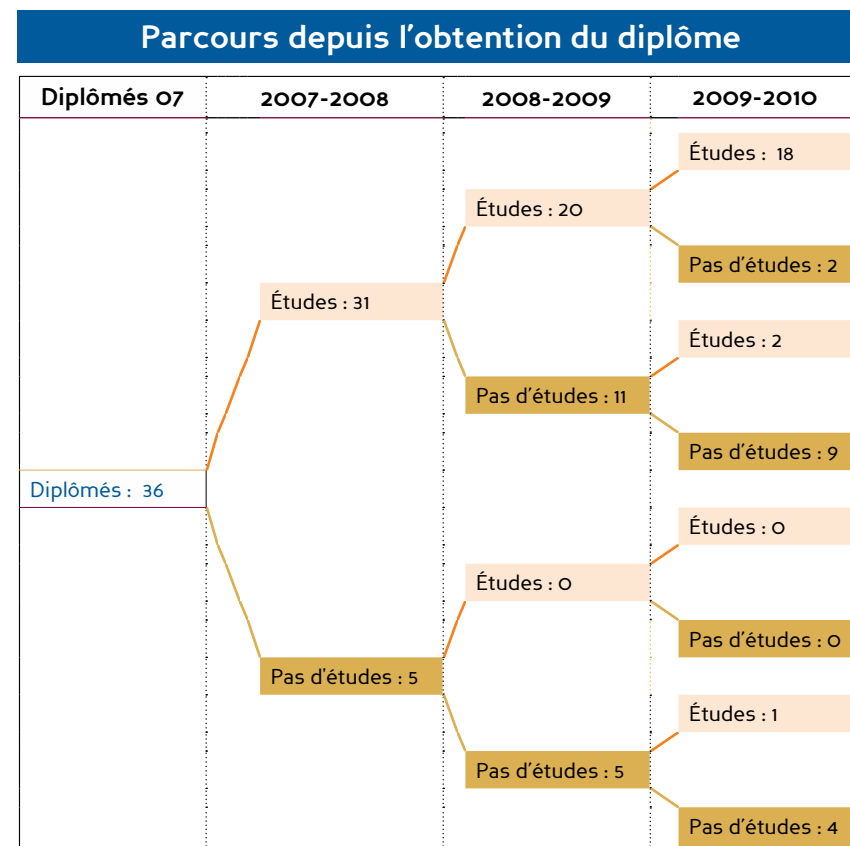 Parcours depuis l'obtention du diplôme
Diplômés 07 2007-2008 2008-2009 2009-2010
Études : 18
Études : 20
Pas d'études : 2
Études : 31
Études : 2
Pas d'études : 11
Pas d'études : 9
Diplômés : 36
Études : 0
Études : 0
Pas d'études : 0
Pas d'études : 5
Études : 1
Pas d'études : 5
Pas d'études : 4